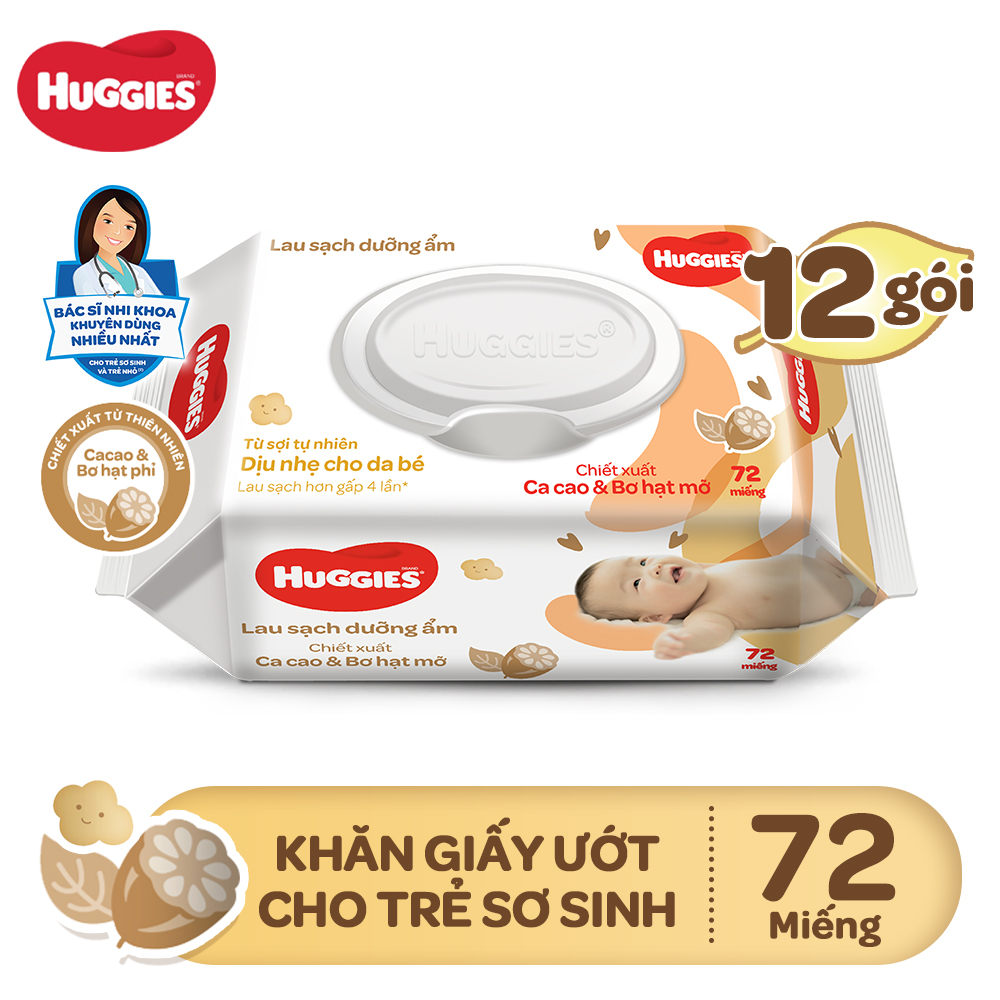 HUGGIES
BRAND
®
BÁC SĨ NHI KHOA
KHUYÊN DÙNG
NHIỀU NHẤT
CHO TRẺ SƠ SINH
VÀ TRẺ NHỎ
CHIẾT XUẤT TỪ THIÊN NHIÊN
Cacao &
Bơ hạt phỉ
Lau sạch dưỡng ẩm
HUGGIES
12 gói
HUGGIES®
HUGGIES
HUGGIES
Từ sợi tự nhiên
Dịu nhẹ cho da bé
Lau sạch hơn gấp 4 lần*
Chiết xuất
Ca cao & Bơ hạt mỡ
72
miếng
HUGGIES
BRAND
®
Lau sạch dưỡng ẩm
Chiết xuất
Ca cao & Bơ hạt mỡ
72
miếng
KHĂN GIẤY ƯỚT
CHO TRẺ SƠ SINH
72
Miếng